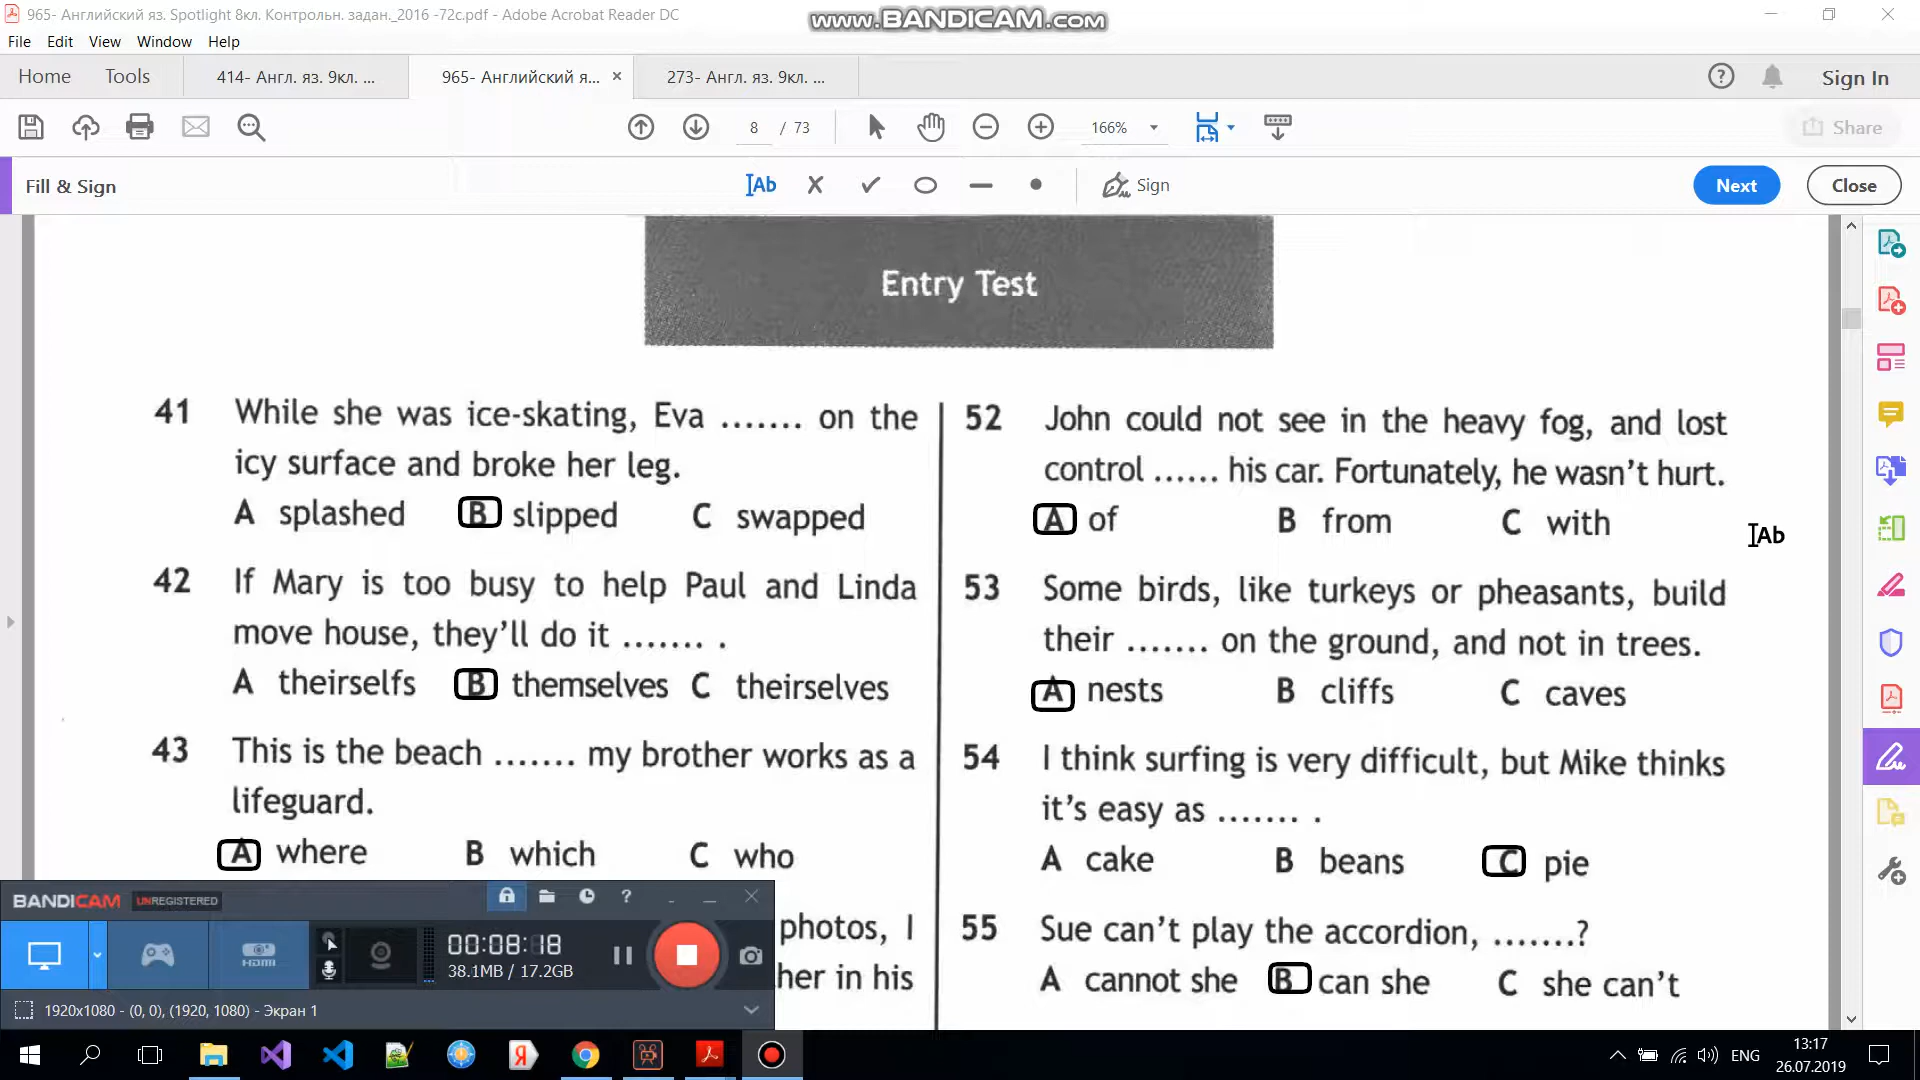 965- Английский яз. Spotlight 8кл. Контрольн. задан._2016 -72с.pdf - Adobe Acrobat Reader DC
www.BANDICAM.com
File Edit View Window Help
Home Tools 414- Англ. яз. 9кл. ... 965- Английский я... × 273- Англ. яз. 9кл. ... Sign In
8 / 73 166% Share
Fill & Sign IAb Sign Next Close
Entry Test
41 While she was ice-skating, Eva ....... on the
icy surface and broke her leg.
A splashed B slipped C swapped
42 If Mary is too busy to help Paul and Linda
move house, they'll do it ....... .
A theirselfs B themselves C theirselves
43 This is the beach ....... my brother works as a
lifeguard.
A where B which C who
photos, I
her in his
52 John could not see in the heavy fog, and lost
control ...... his car. Fortunately, he wasn't hurt.
A of B from C with
IAb
53 Some birds, like turkeys or pheasants, build
their ....... on the ground, and not in trees.
A nests B cliffs C caves
54 I think surfing is very difficult, but Mike thinks
it's easy as ....... .
A cake B beans C pie
55 Sue can't play the accordion, .......?
A cannot she B can she C she can't
BANDICAM UNREGISTERED
HDMI
00:08:18
38.1MB / 17.2GB
1920x1080 - (0, 0), (1920, 1080) - Экран 1
ENG
13:17
26.07.2019